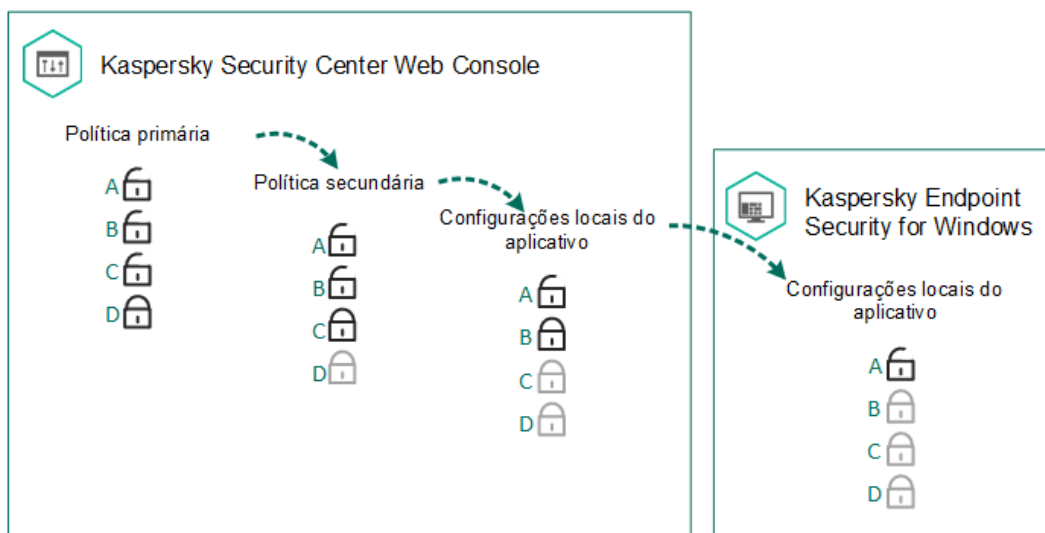 Kaspersky Security Center Web Console
Política primária
A
B
C
D
Política secundária
A
B
C
D
Configurações locais do
aplicativo
A
B
C
D
Kaspersky Endpoint
Security for Windows
Configurações locais do
aplicativo
A
B
C
D